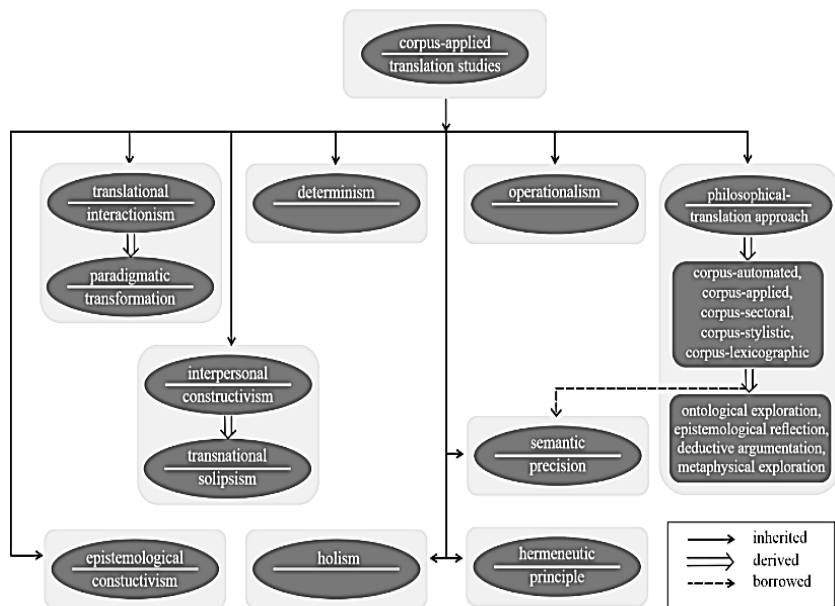 corpus-applied
translation studies
translational
interactionism
determinism
operationalism
philosophical-
translation approach
paradigmatic
transformation
corpus-automated,
corpus-applied,
corpus-sectoral,
corpus-stylistic,
corpus-lexicographic
interpersonal
constructivism
transnational
solipsism
semantic
precision
ontological exploration,
epistemological reflection,
deductive argumentation,
metaphysical exploration
epistemological
constuctivism
holism
hermeneutic
principle
inherited
derived
borrowed